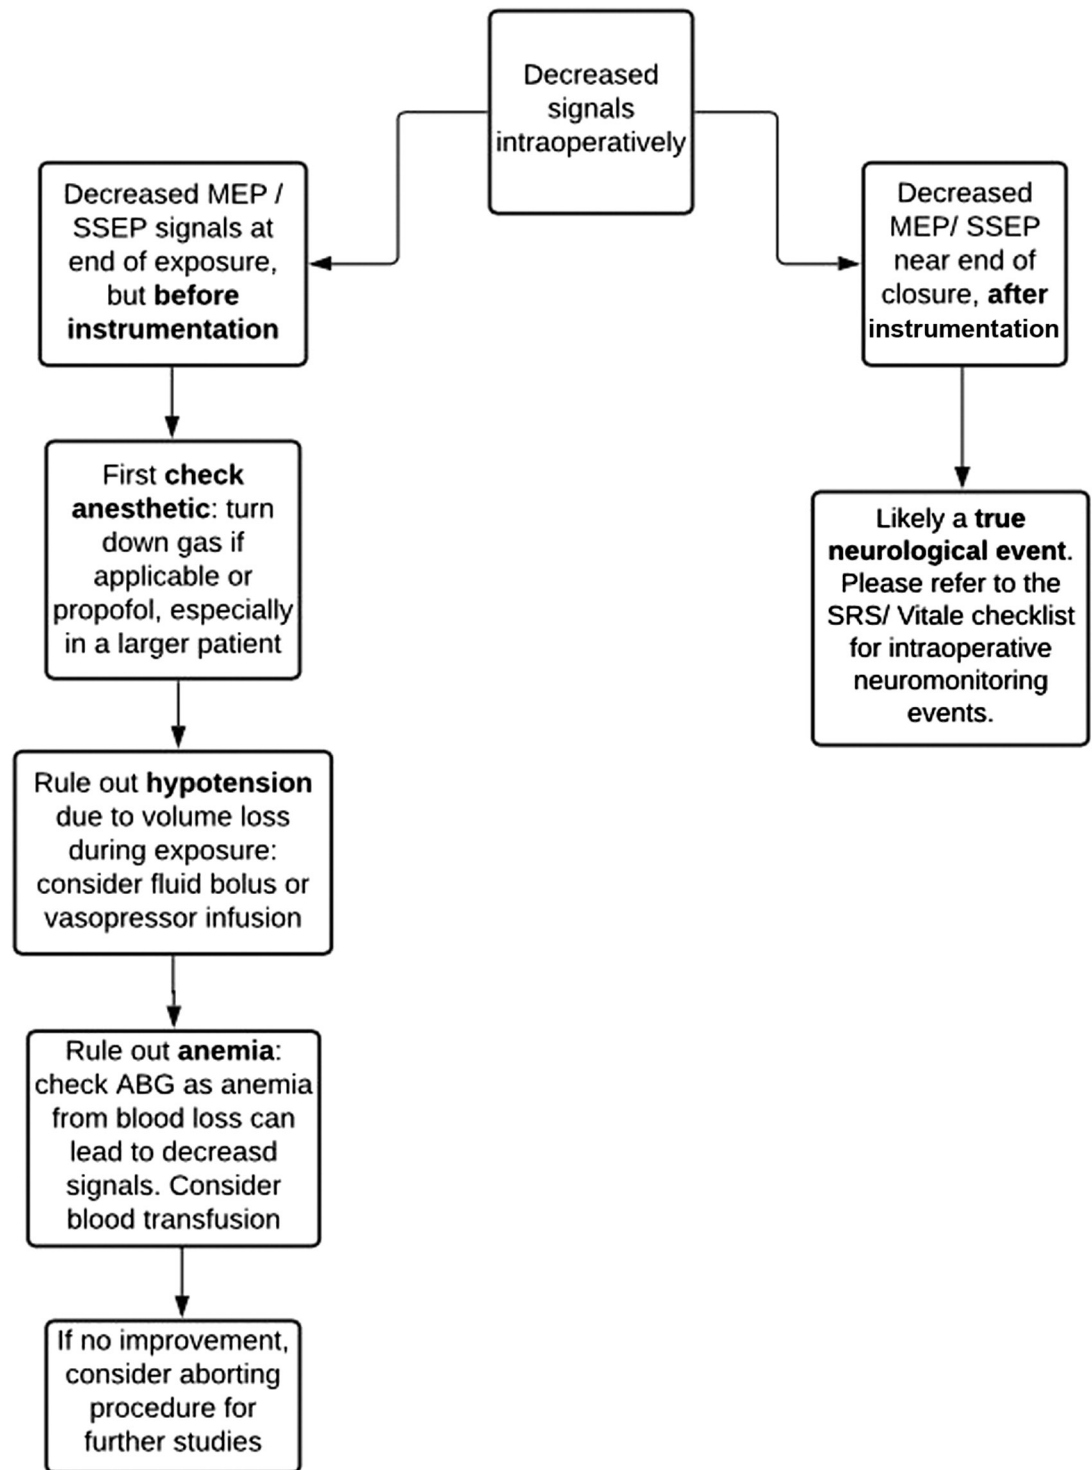 Decreased
signals
intraoperatively
Decreased MEP /
SSEP signals at
end of exposure,
but before
instrumentation
Decreased
MEP/ SSEP
near end of
closure, after
instrumentation
First check
anesthetic: turn
down gas if
applicable or
propofol, especially
in a larger patient
Likely a true
neurological event.
Please refer to the
SRS/ Vitale checklist
for intraoperative
neuromonitoring
events.
Rule out hypotension
due to volume loss
during exposure:
consider fluid bolus or
vasopressor infusion
Rule out anemia:
check ABG as anemia
from blood loss can
lead to decreasd
signals. Consider
blood transfusion
If no improvement,
consider aborting
procedure for
further studies